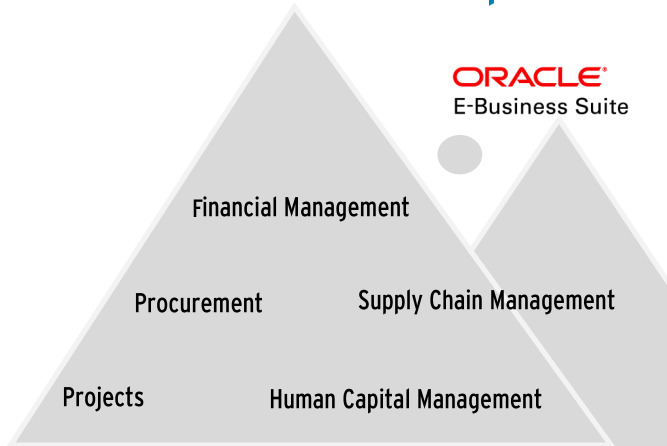 ORACLE®
E-Business Suite
Financial Management
Procurement
Supply Chain Management
Projects
Human Capital Management